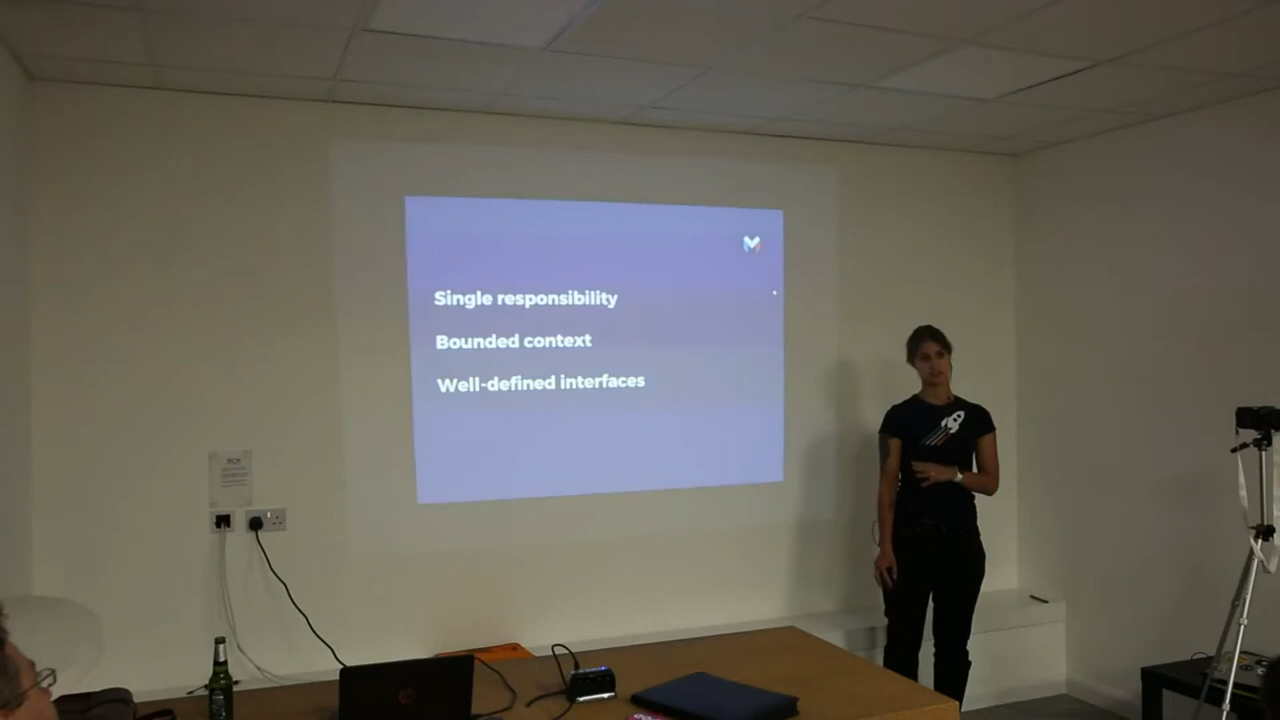 Single responsibility
Bounded context
Well-defined interfaces